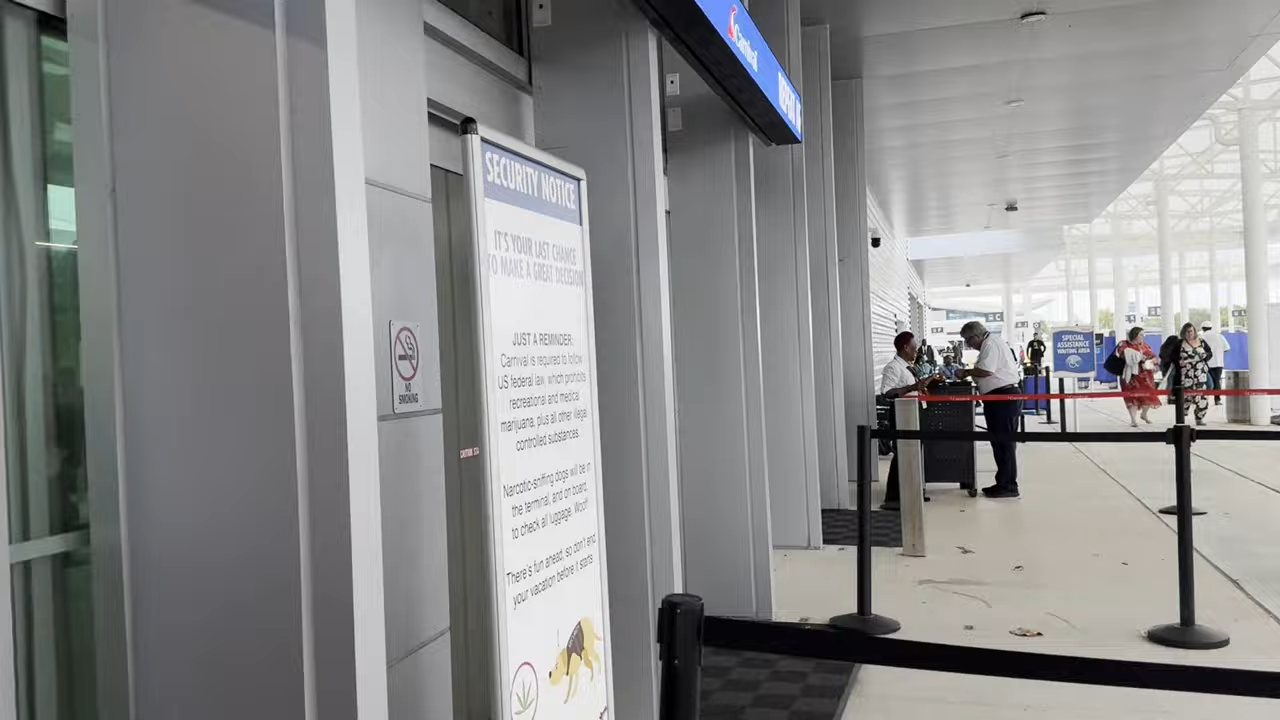 Carnival
SECURITY NOTICE
IT'S YOUR LAST CHANCE
TO MAKE A GREAT DECISION
JUST A REMINDER:
Carnival is required to follow
US federal law which prohibits
recreational and medical
marijuana, plus all other illegal
controlled substances.
Narcotic-sniffing dogs will be in
the terminal, and on board,
to check all luggage. Woof!
There's fun ahead, so don't end
your vacation before it starts!
NO
SMOKING
SPECIAL
ASSISTANCE
WAITING AREA